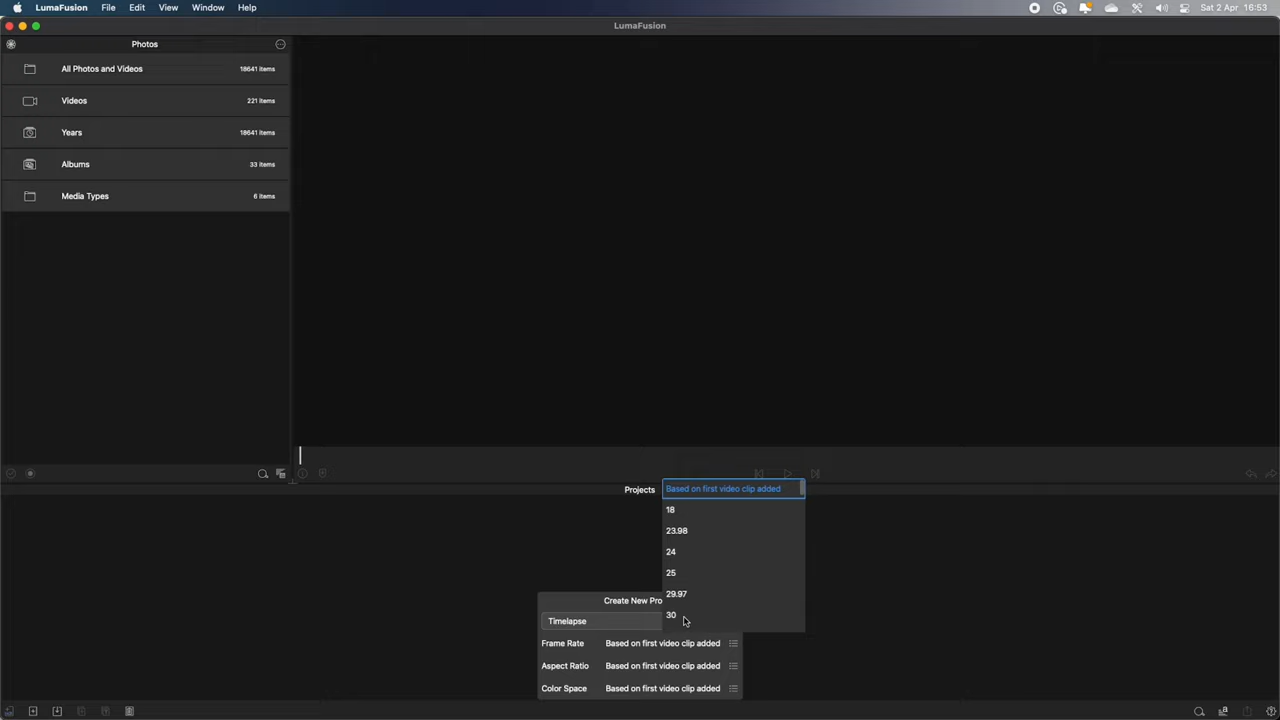 LumaFusion File Edit View Window Help Sat 2 Apr 16:53
LumaFusion
Photos
All Photos and Videos 18641 items
Videos 221 items
Years 18641 items
Albums 33 items
Media Types 6 items
Projects Based on first video clip added
18
23.98
24
25
29.97
30
Create New Pro
Timelapse
Frame Rate Based on first video clip added
Aspect Ratio Based on first video clip added
Color Space Based on first video clip added